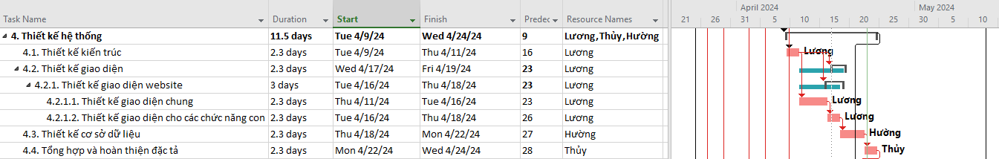 April 2024 May 2024
Task Name Duration Start Finish Predec Resource Names 21 26 31 5 10 15 20 25 30 5 10
4. Thiết kế hệ thống 11.5 days Tue 4/9/24 Wed 4/24/24 9 Lương,Thủy,Hường
4.1. Thiết kế kiến trúc 2.3 days Tue 4/9/24 Thu 4/11/24 16 Lương Lương
4.2. Thiết kế giao diện 2.3 days Wed 4/17/24 Fri 4/19/24 23 Lương
4.2.1. Thiết kế giao diện website 3 days Tue 4/16/24 Thu 4/18/24 23 Lương
4.2.1.1. Thiết kế giao diện chung 2.3 days Thu 4/11/24 Tue 4/16/24 23 Lương Lương
4.2.1.2. Thiết kế giao diện cho các chức năng con 2.3 days Tue 4/16/24 Thu 4/18/24 26 Lương Lương
4.3. Thiết kế cơ sở dữ liệu 2.3 days Thu 4/18/24 Mon 4/22/24 27 Hường Hường
4.4. Tổng hợp và hoàn thiện đặc tả 2.3 days Mon 4/22/24 Wed 4/24/24 28 Thủy Thủy